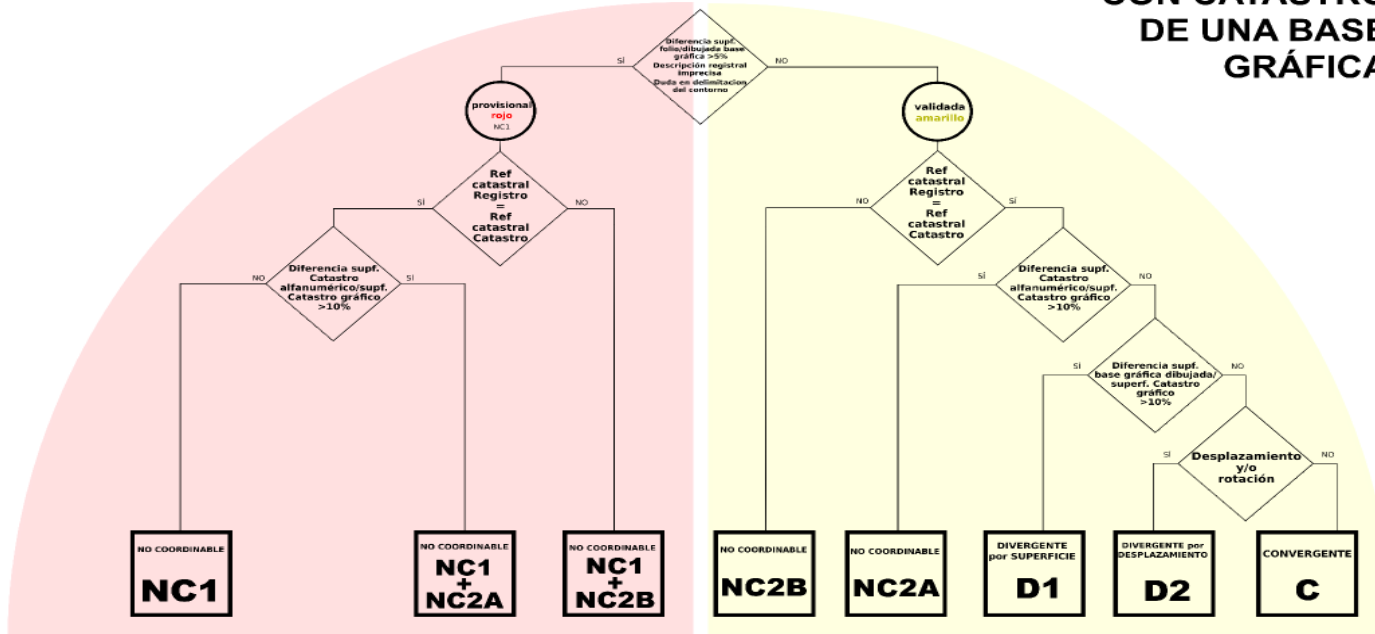 CON CATASTRO
DE UNA BASE
GRÁFICA
Diferencia supf.
folio/dibujada base
gráfica >5%
Descripción registral
imprecisa
Duda en delimitacion
del contorno
SÍ
NO
provisional
rojo
NC1
validada
amarillo
Ref
catastral
Registro
=
Ref
catastral
Catastro
SÍ
NO
Ref
catastral
Registro
=
Ref
catastral
Catastro
NO
SÍ
Diferencia supf.
Catastro
alfanumérico/supf.
Catastro gráfico
>10%
NO
SI
Diferencia supf.
Catastro
alfanumérico/supf.
Catastro gráfico
>10%
SÍ
NO
Diferencia supf.
base gráfica dibujada/
superf. Catastro
gráfico
>10%
SÍ
NO
Desplazamiento
y/o
rotación
SÍ
NO
NO COORDINABLE
NC1
NO COORDINABLE
NC1
+
NC2A
NO COORDINABLE
NC1
+
NC2B
NO COORDINABLE
NC2B
NO COORDINABLE
NC2A
DIVERGENTE
por SUPERFICIE
D1
DIVERGENTE por
DESPLAZAMIENTO
D2
CONVERGENTE
C